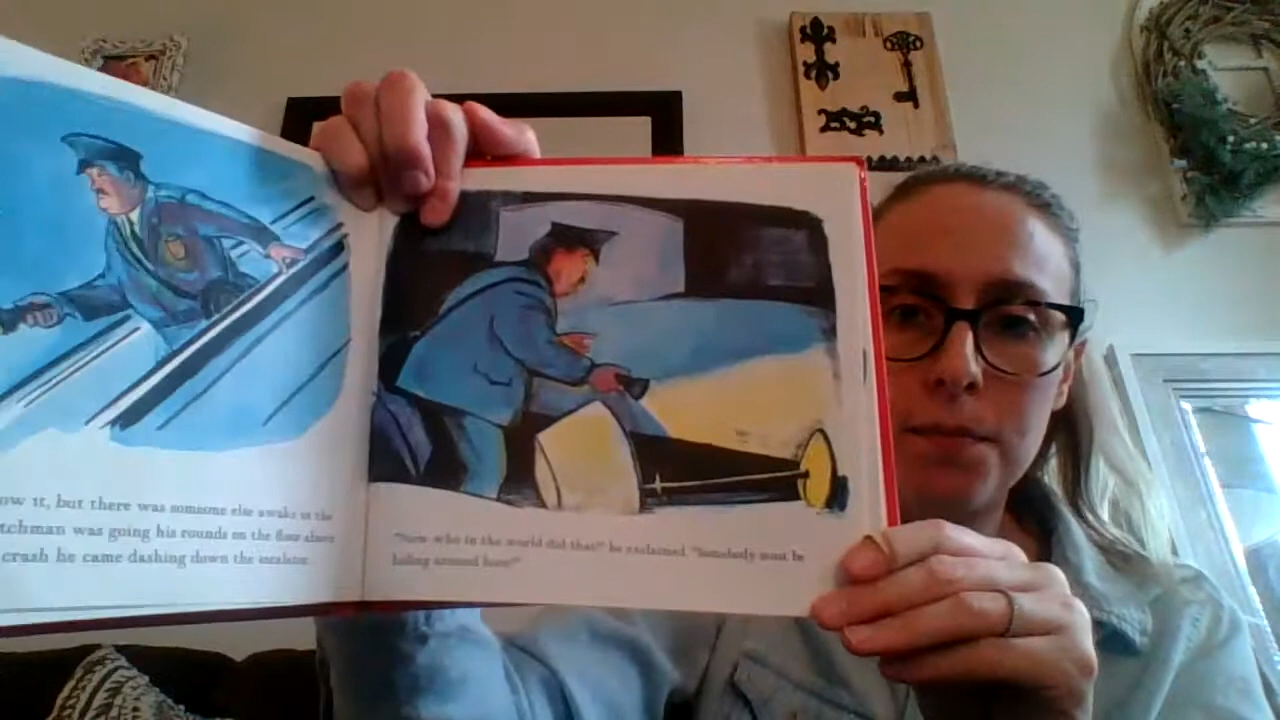 ow it, but there was someone else awake in the
tchman was going his rounds on the floor above
crash he came dashing down the escalator.
"Now who in the world did that?" he exclaimed. "Somebody must be
hiding around here!"